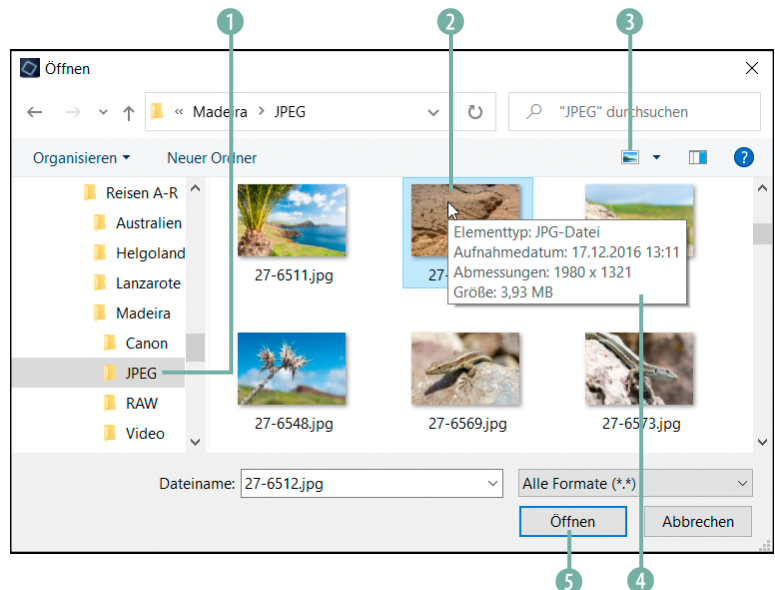 1 2 3
Öffnen
« Madeira > JPEG
"JPEG" durchsuchen
Organisieren
Neuer Ordner
Reisen A-R
Australien
Helgoland
Lanzarote
Madeira
Canon
JPEG
RAW
Video
27-6511.jpg
27-
Elementtyp: JPG-Datei
Aufnahmedatum: 17.12.2016 13:11
Abmessungen: 1980 x 1321
Größe: 3,93 MB
27-6548.jpg
27-6569.jpg
27-6573.jpg
Dateiname: 27-6512.jpg
Alle Formate (*.*)
Öffnen
Abbrechen
5 4